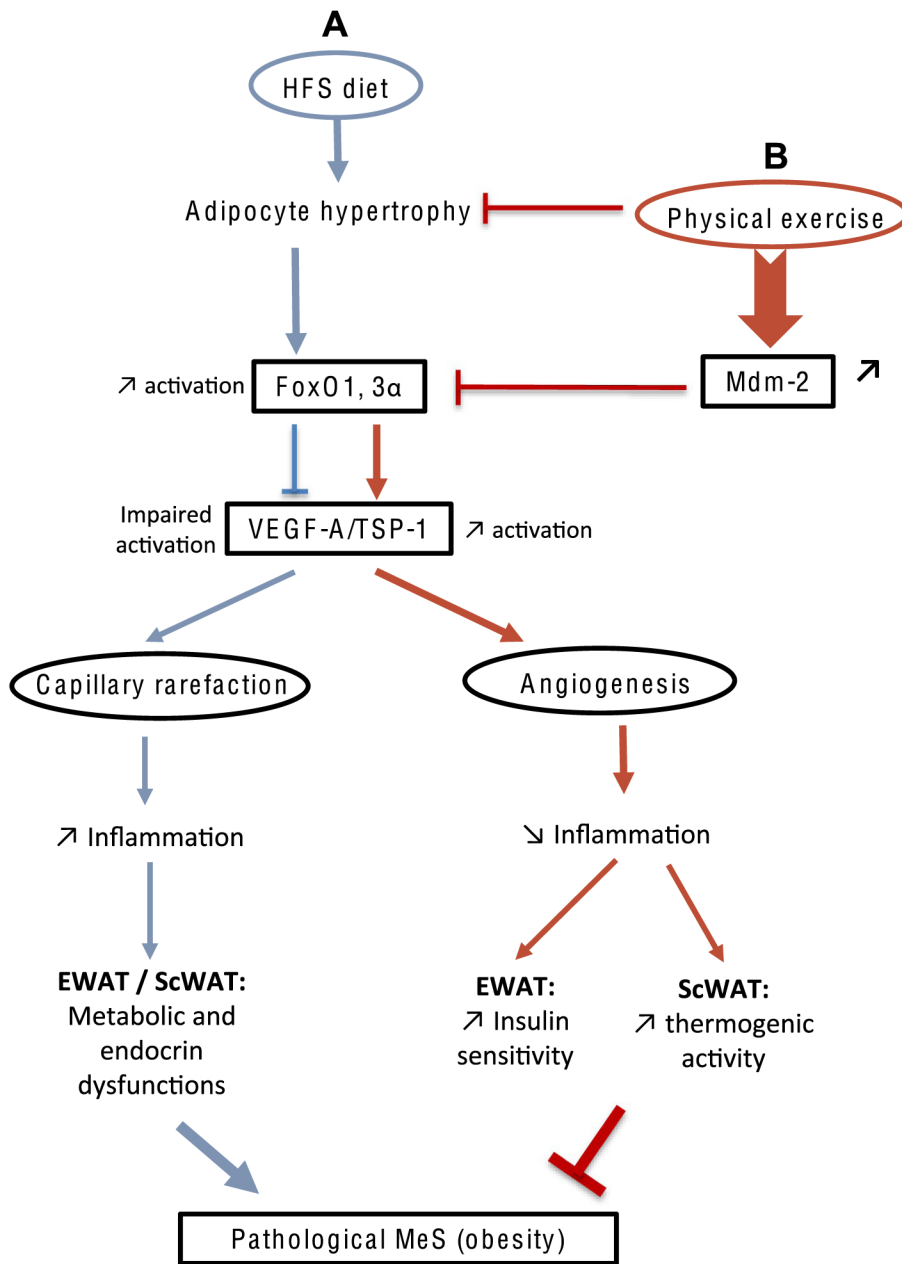 A
HFS diet
B
Adipocyte hypertrophy
Physical exercise
↗ activation
FoxO1, 3α
Mdm-2 ↗
Impaired
activation
VEGF-A/TSP-1
↗ activation
Capillary rarefaction
Angiogenesis
↗ Inflammation
↘ Inflammation
EWAT / ScWAT:
Metabolic and
endocrin
dysfunctions
EWAT:
↗ Insulin
sensitivity
ScWAT:
↗ thermogenic
activity
Pathological MeS (obesity)